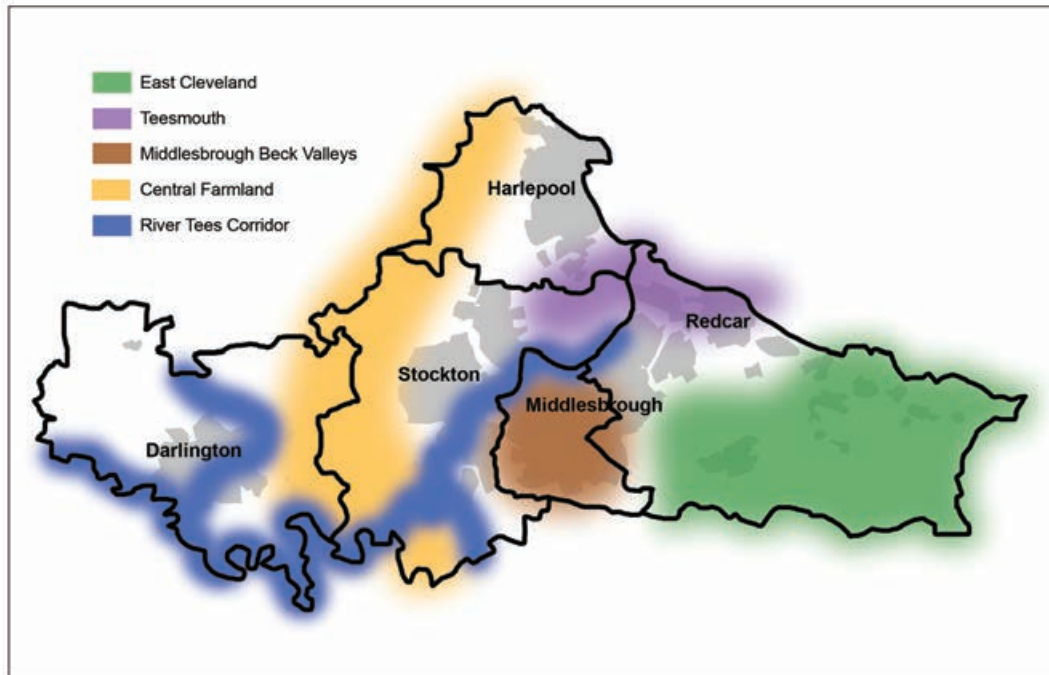 East Cleveland
Teesmouth
Middlesbrough Beck Valleys
Central Farmland
River Tees Corridor
Harlepool
Redcar
Stockton
Middlesbrough
Darlington